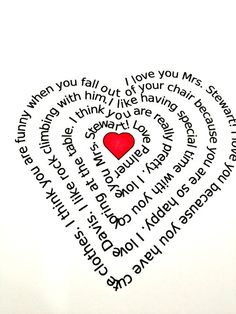 I love you Mrs. Stewart! I love you because you have cute clothes. I think you are funny when you fall out of your chair because you are so happy. I love Davis. I like rock climbing with him. I like having special time with you coloring at the table. I think you are really pretty. I love you Mrs. Stewart! Love Palmer